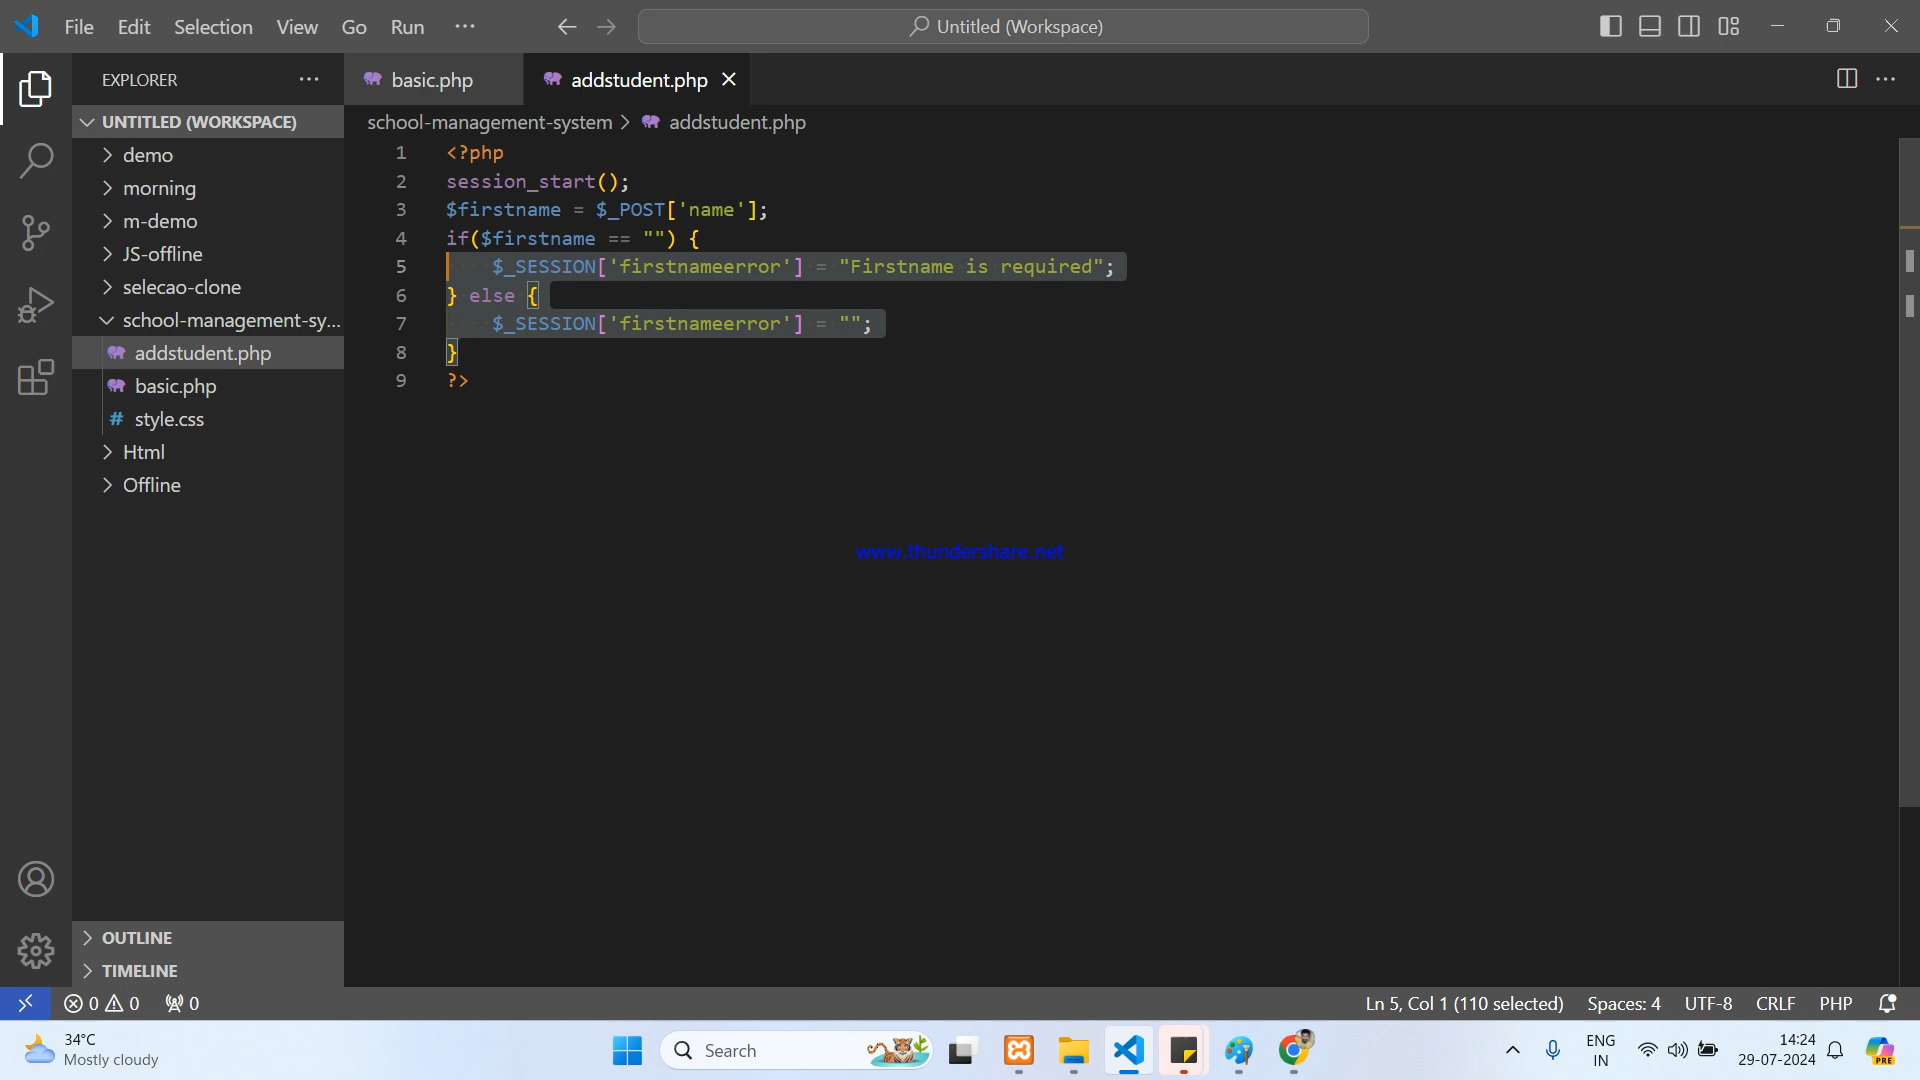 File Edit Selection View Go Run ··· Untitled (Workspace)
EXPLORER ··· basic.php addstudent.php
UNTITLED (WORKSPACE) school-management-system > addstudent.php
demo
morning
m-demo
JS-offline
selecao-clone
school-management-sy...
addstudent.php
basic.php
style.css
Html
Offline
1 <?php
2 session_start();
3 $firstname = $_POST['name'];
4 if($firstname == "") {
5 $_SESSION['firstnameerror'] = "Firstname is required";
6 } else {
7 $_SESSION['firstnameerror'] = "";
8 }
9 ?>
www.thundershare.net
OUTLINE
TIMELINE
0 0 0 Ln 5, Col 1 (110 selected) Spaces: 4 UTF-8 CRLF PHP
34°C
Mostly cloudy
Search
ENG
IN
14:24
29-07-2024
PRE